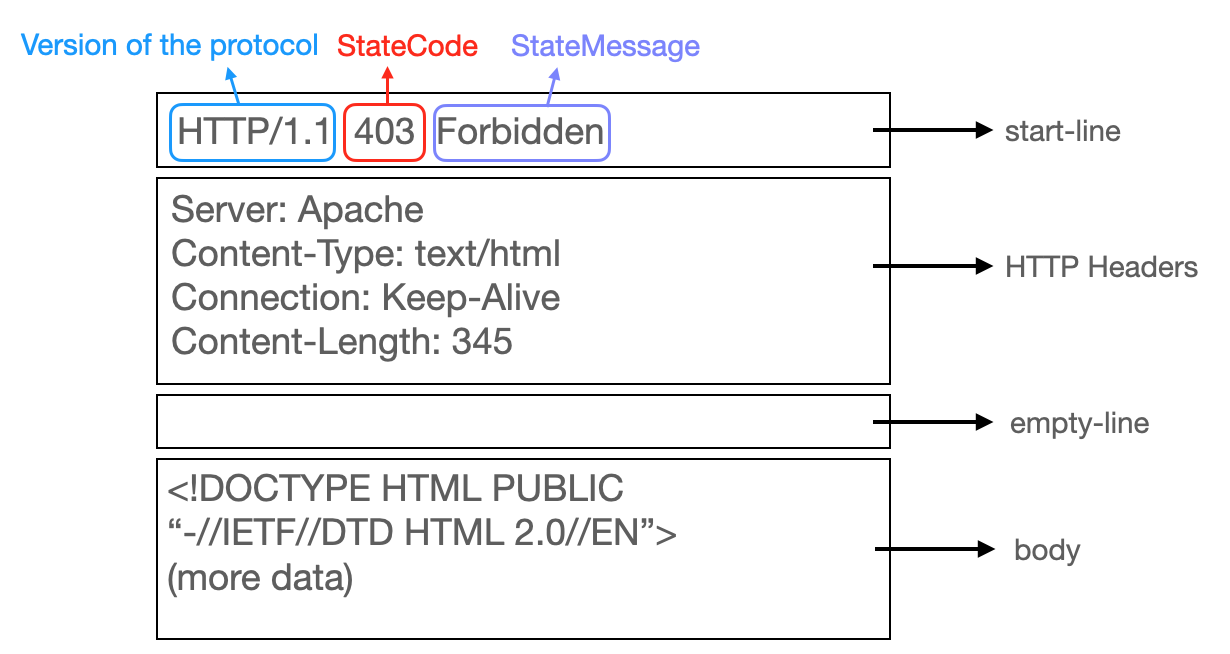 Version of the protocol StateCode StateMessage
HTTP/1.1 403 Forbidden start-line
Server: Apache
Content-Type: text/html
Connection: Keep-Alive
Content-Length: 345
HTTP Headers
empty-line
<!DOCTYPE HTML PUBLIC
“-//IETF//DTD HTML 2.0//EN”>
(more data)
body